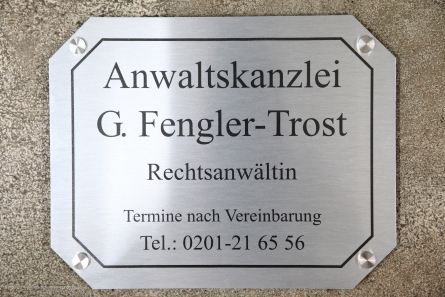 Anwaltskanzlei
G. Fengler-Trost
Rechtsanwältin
Termine nach Vereinbarung
Tel.: 0201-21 65 56